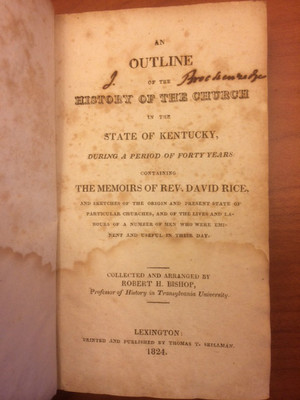 AN
OUTLINE
OF THE
J. Breckenridge
HISTORY OF THE CHURCH
IN THE
STATE OF KENTUCKY,
DURING A PERIOD OF FORTY YEARS
CONTAINING
THE MEMOIRS OF REV. DAVID RICE,
AND SKETCHES OF THE ORIGIN AND PRESENT STATE OF
PARTICULAR CHURCHES, AND OF THE LIVES AND LA-
BOURS OF A NUMBER OF MEN WHO WERE EMI-
NENT AND USEFUL IN THEIR DAY.
COLLECTED AND ARRANGED BY
ROBERT H. BISHOP,
Professor of History in Transylvania University.
LEXINGTON:
PRINTED AND PUBLISHED BY THOMAS T. SKILLMAN.
1824.